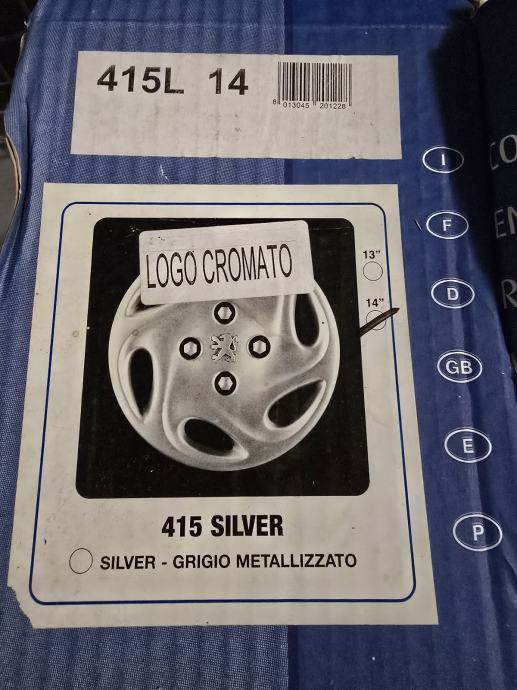 415L 14
8 013045 201228
I
F
D
GB
E
P
LOGO CROMATO
13”
14”
415 SILVER
SILVER - GRIGIO METALLIZZATO